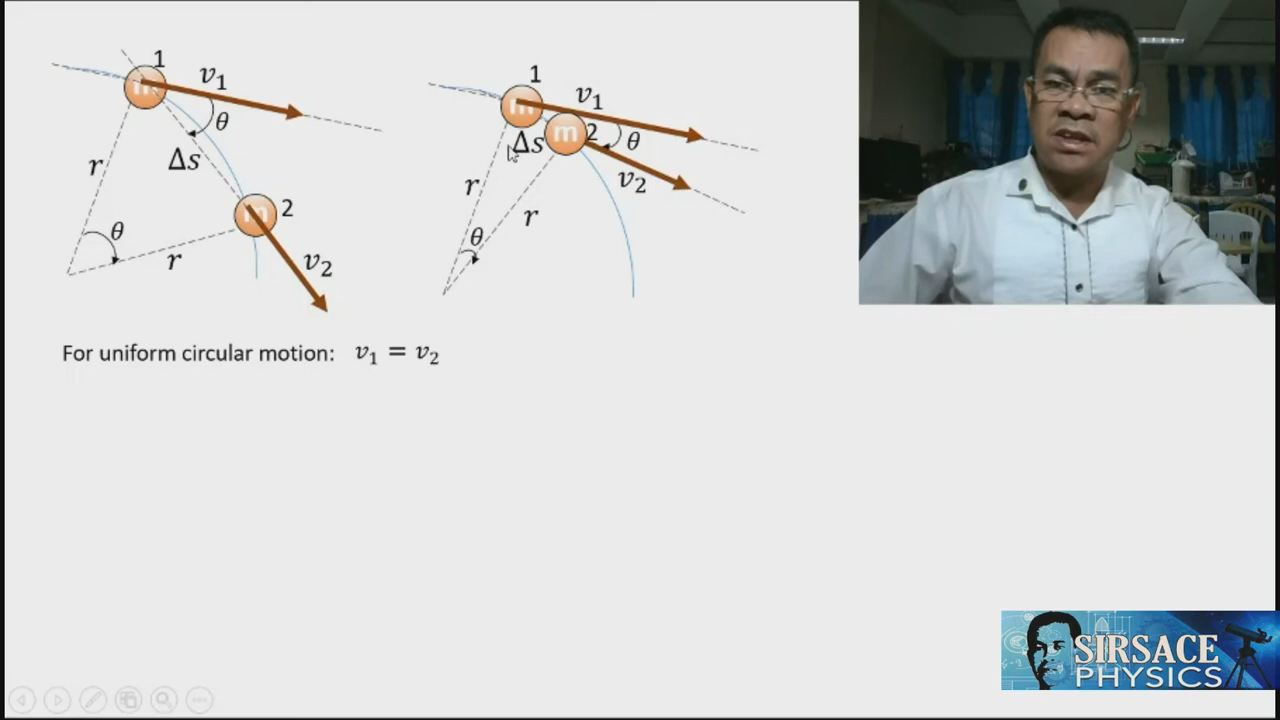 1
m
v₁
θ
Δs
r
θ
r
m
2
v₂
1
m
v₁
m
2
θ
Δs
v₂
r
r
θ
For uniform circular motion: v₁ = v₂
SIRSACE
PHYSICS